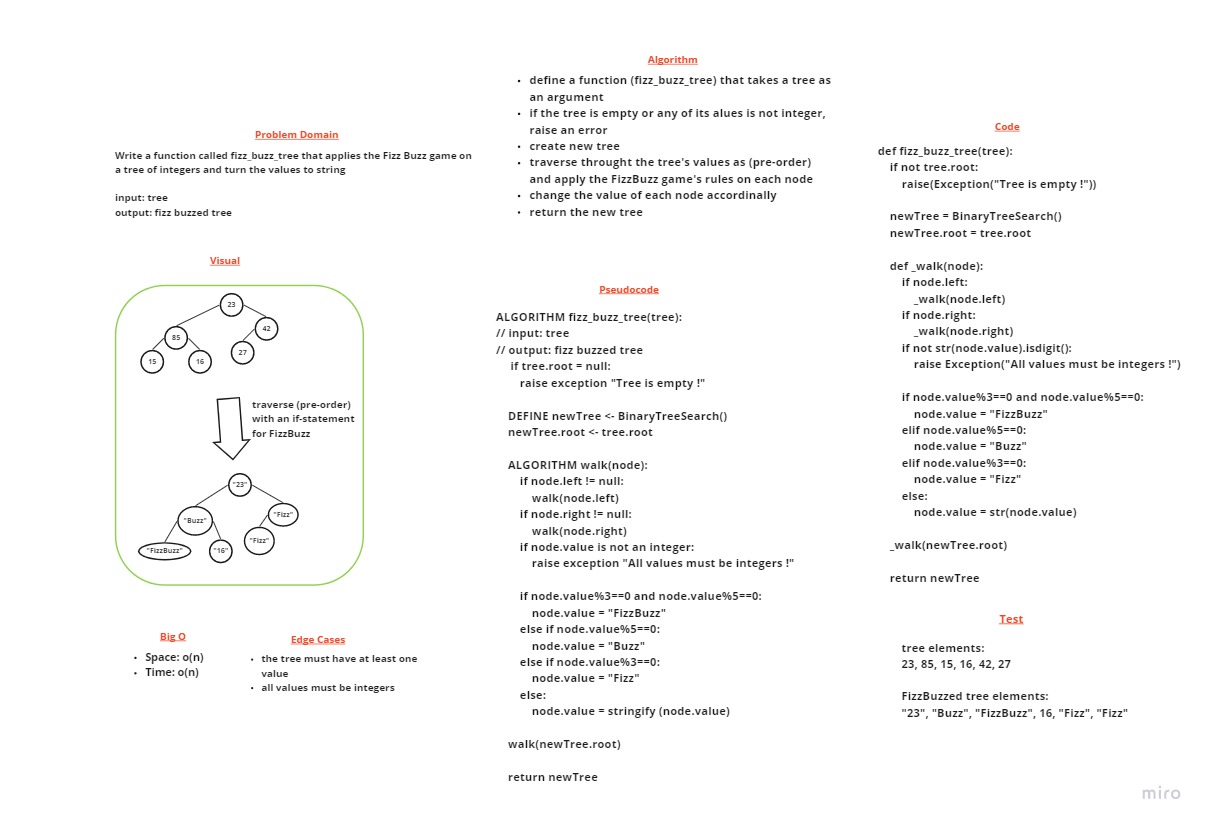 Problem Domain
Write a function called fizz_buzz_tree that applies the Fizz Buzz game on
a tree of integers and turn the values to string
input: tree
output: fizz buzzed tree
Visual
23
85
42
15
16
27
traverse (pre-order)
with an if-statement
for FizzBuzz
"23"
"Buzz"
"Fizz"
"FizzBuzz"
"16"
"Fizz"
Big O
• Space: o(n)
• Time: o(n)
Edge Cases
• the tree must have at least one
value
• all values must be integers
Algorithm
• define a function (fizz_buzz_tree) that takes a tree as
an argument
• if the tree is empty or any of its alues is not integer,
raise an error
• create new tree
• traverse throught the tree's values as (pre-order)
and apply the FizzBuzz game's rules on each node
• change the value of each node accordinally
• return the new tree
Pseudocode
ALGORITHM fizz_buzz_tree(tree):
// input: tree
// output: fizz buzzed tree
if tree.root = null:
raise exception "Tree is empty !"
DEFINE newTree <- BinaryTreeSearch()
newTree.root <- tree.root
ALGORITHM walk(node):
if node.left != null:
walk(node.left)
if node.right != null:
walk(node.right)
if node.value is not an integer:
raise exception "All values must be integers !"
if node.value%3==0 and node.value%5==0:
node.value = "FizzBuzz"
else if node.value%5==0:
node.value = "Buzz"
else if node.value%3==0:
node.value = "Fizz"
else:
node.value = stringify (node.value)
walk(newTree.root)
return newTree
Code
def fizz_buzz_tree(tree):
if not tree.root:
raise(Exception("Tree is empty !"))
newTree = BinaryTreeSearch()
newTree.root = tree.root
def _walk(node):
if node.left:
_walk(node.left)
if node.right:
_walk(node.right)
if not str(node.value).isdigit():
raise Exception("All values must be integers !")
if node.value%3==0 and node.value%5==0:
node.value = "FizzBuzz"
elif node.value%5==0:
node.value = "Buzz"
elif node.value%3==0:
node.value = "Fizz"
else:
node.value = str(node.value)
_walk(newTree.root)
return newTree
Test
tree elements:
23, 85, 15, 16, 42, 27
FizzBuzzed tree elements:
"23", "Buzz", "FizzBuzz", 16, "Fizz", "Fizz"
miro